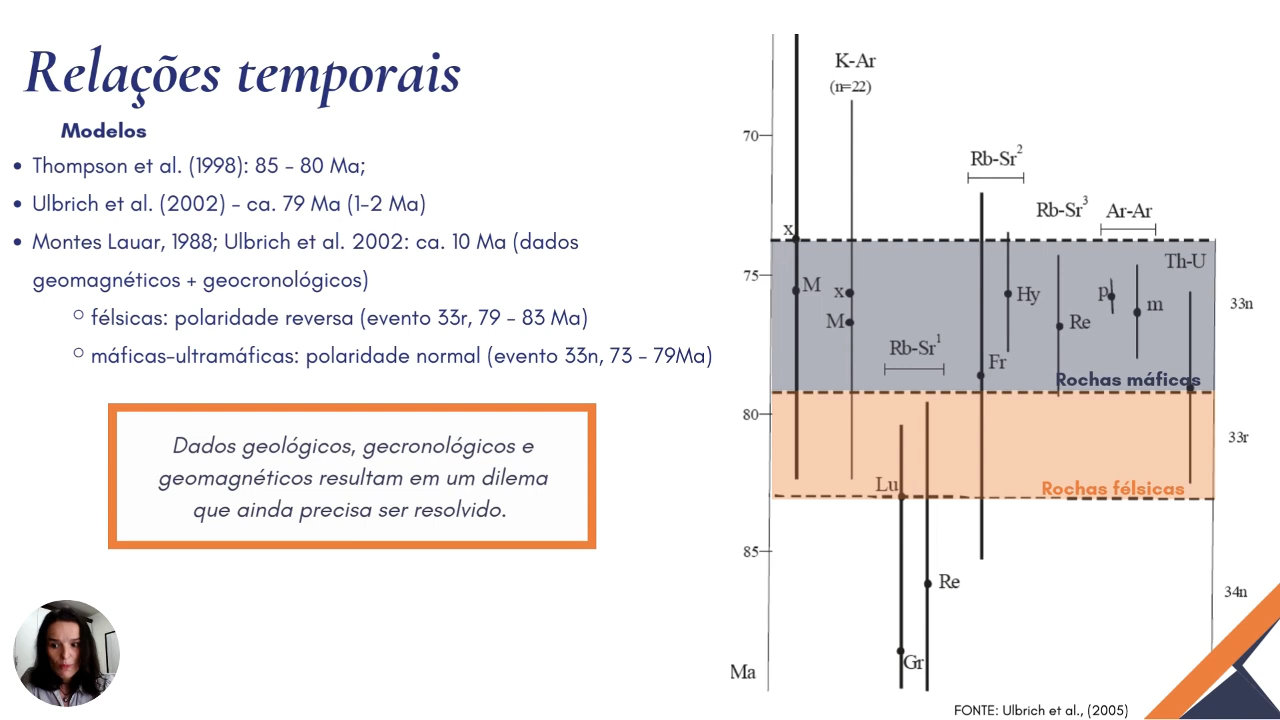 Relações temporais
Modelos
• Thompson et al. (1998): 85 - 80 Ma;
• Ulbrich et al. (2002) - ca. 79 Ma (1-2 Ma)
• Montes Lauar, 1988; Ulbrich et al. 2002: ca. 10 Ma (dados
geomagnéticos + geocronológicos)
○ félsicas: polaridade reversa (evento 33r, 79 - 83 Ma)
○ máficas-ultramáficas: polaridade normal (evento 33n, 73 - 79Ma)
Dados geológicos, gecronológicos e
geomagnéticos resultam em um dilema
que ainda precisa ser resolvido.
K-Ar
(n=22)
70
Rb-Sr²
Rb-Sr³
Ar-Ar
x
Th-U
75
M
x
Hy
p
m
33n
M
Re
Rb-Sr¹
Fr
Rochas máficas
80
33r
Lu
Rochas félsicas
85
Re
34n
Gr
Ma
FONTE: Ulbrich et al., (2005)